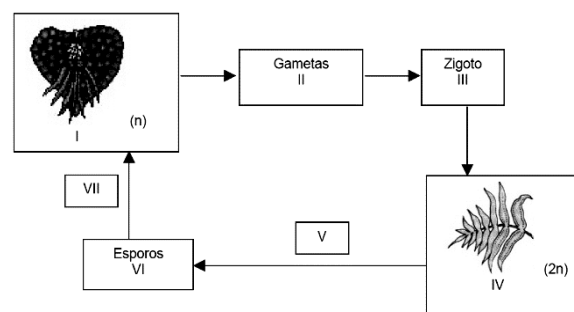 Gametas
II
Zigoto
III
(n)
I
VII
V
Esporos
VI
IV
(2n)